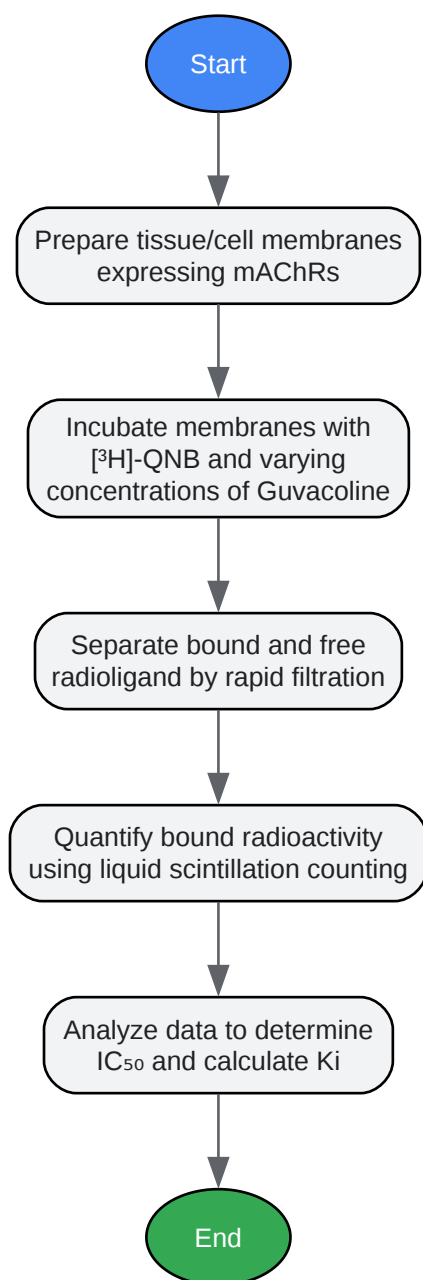 Start
Prepare tissue/cell membranes
expressing mAChRs
Incubate membranes with
[³H]-QNB and varying
concentrations of Guvacoline
Separate bound and free
radioligand by rapid filtration
Quantify bound radioactivity
using liquid scintillation counting
Analyze data to determine
IC₅₀ and calculate Ki
End